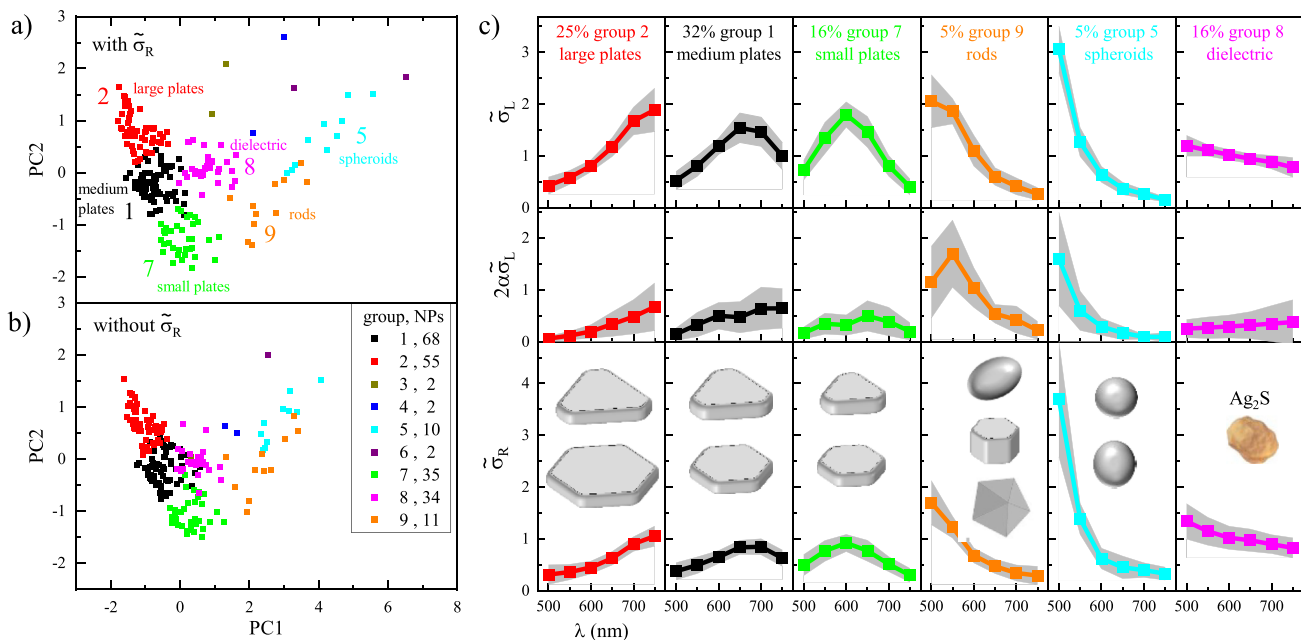 a)
with σ̃R
2
large plates
dielectric
8
5
spheroids
medium
plates
1
rods
9
7
small plates
PC2
3
2
1
0
-1
-2
3
b)
without σ̃R
group, NPs
1 , 68
2 , 55
3 , 2
4 , 2
5 , 10
6 , 2
7 , 35
8 , 34
9 , 11
PC2
2
1
0
-1
-2
-2 0 2 4 6 8
PC1
c)
25% group 2
large plates
32% group 1
medium plates
16% group 7
small plates
5% group 9
rods
5% group 5
spheroids
16% group 8
dielectric
σ̃L
3
2
1
0
2ασ̃L
2
1
0
σ̃R
Ag2S
4
3
2
1
0
500 600 700 500 600 700 500 600 700 500 600 700 500 600 700 500 600 700
λ (nm)